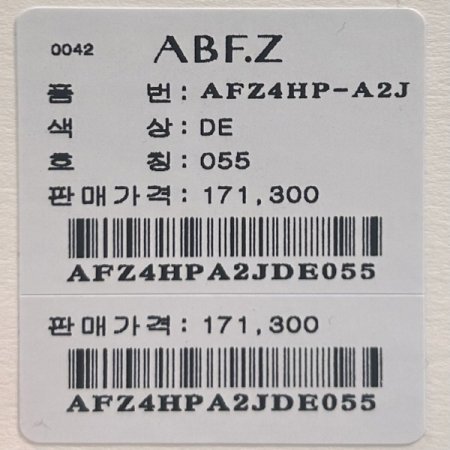 0042 ABF.Z
품 번 : AFZ4HP-A2J
색 상 : DE
호 칭 : 055
판매가격 : 171,300
AFZ4HPA2JDE055
판매가격 : 171,300
AFZ4HPA2JDE055